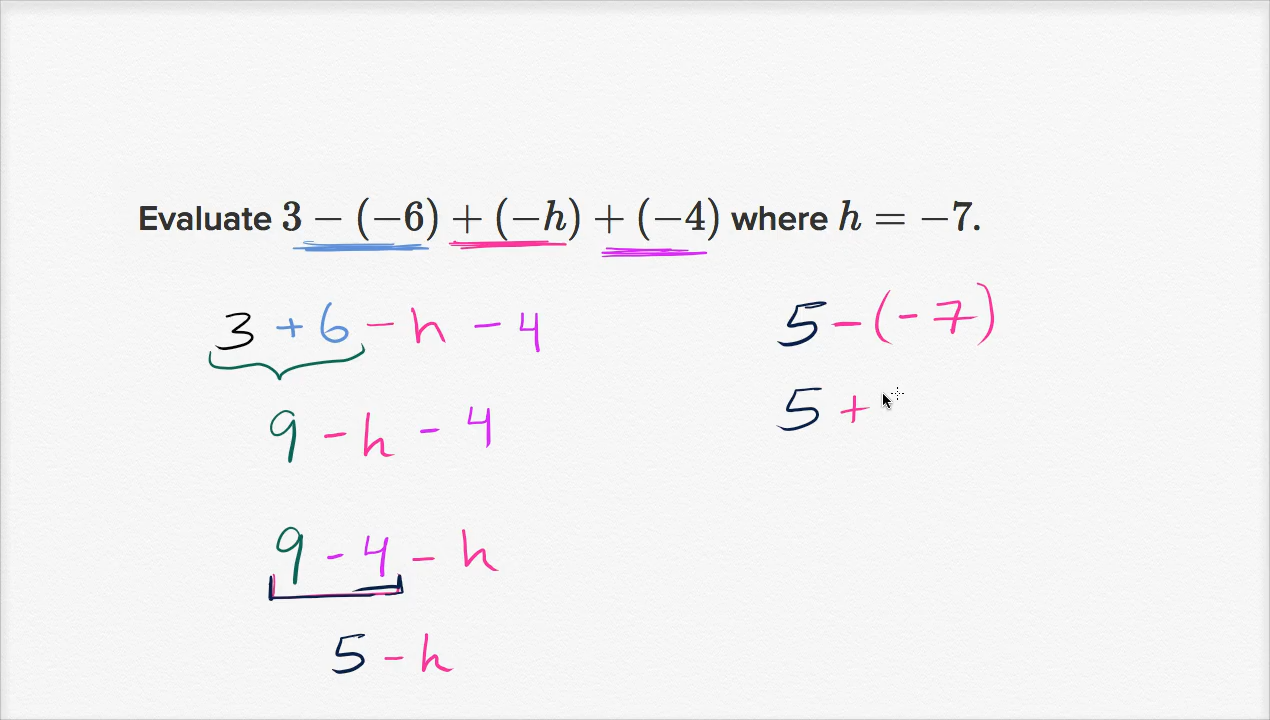 Evaluate 3 − (−6) + (−h) + (−4) where h = −7.
3 + 6 − h − 4
9 − h − 4
9 − 4 − h
5 − h
5 − (−7)
5 +